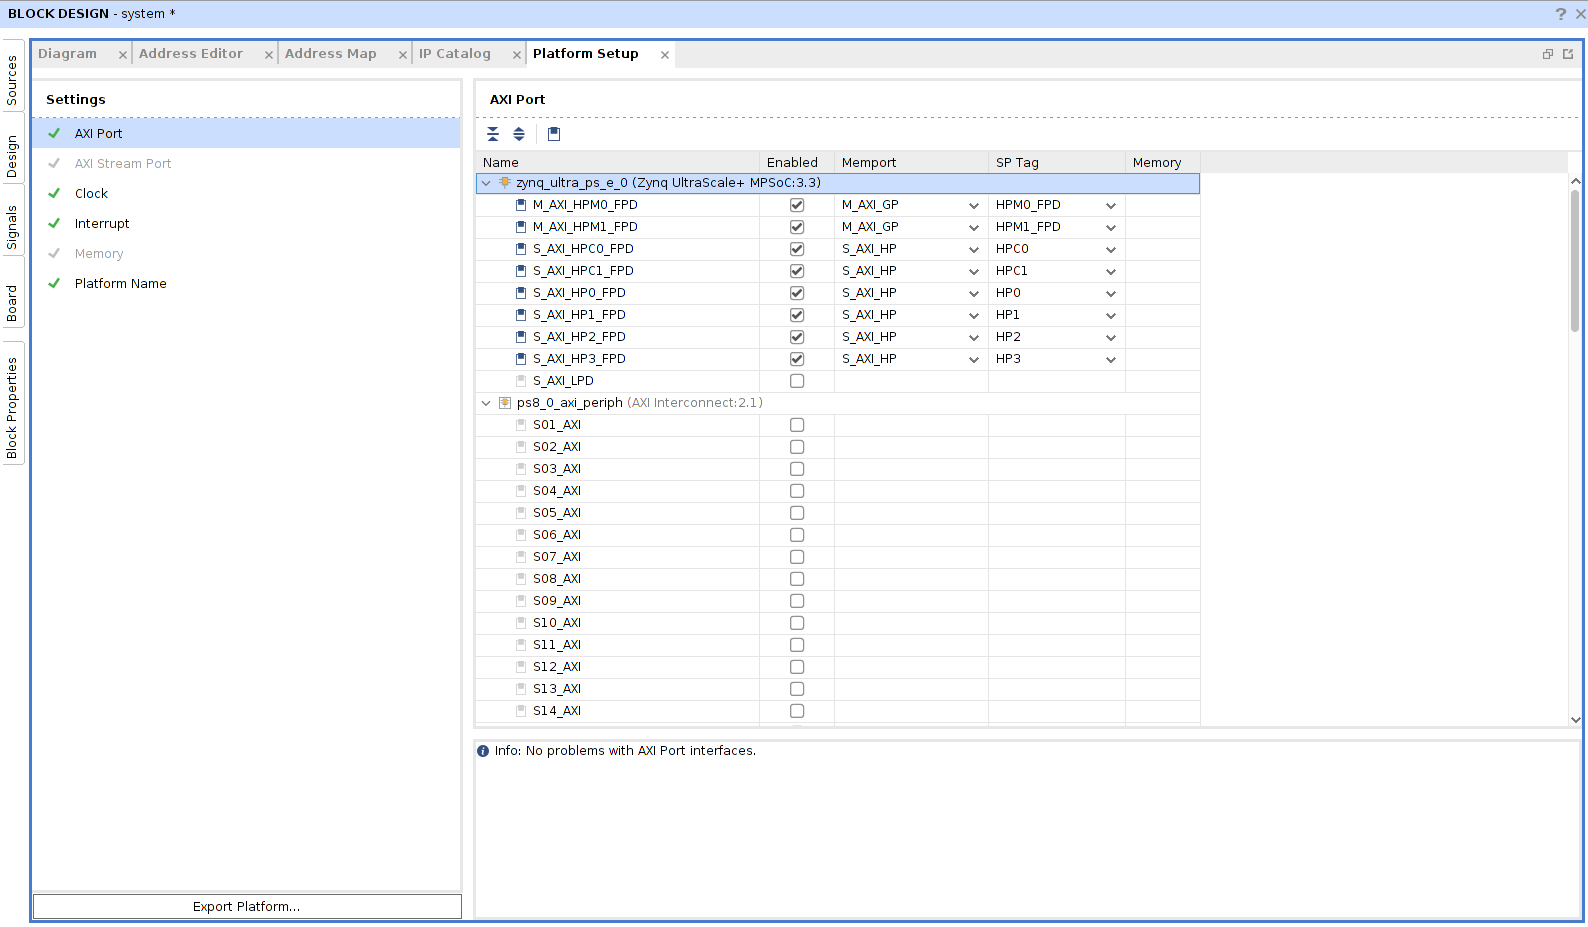 BLOCK DESIGN - system *
Diagram Address Editor Address Map IP Catalog Platform Setup
Sources
Design
Signals
Board
Block Properties
Settings
AXI Port
AXI Stream Port
Clock
Interrupt
Memory
Platform Name
Export Platform...
AXI Port
Name Enabled Memport SP Tag Memory
zynq_ultra_ps_e_0 (Zynq UltraScale+ MPSoC:3.3)
M_AXI_HPM0_FPD M_AXI_GP HPM0_FPD
M_AXI_HPM1_FPD M_AXI_GP HPM1_FPD
S_AXI_HPC0_FPD S_AXI_HP HPC0
S_AXI_HPC1_FPD S_AXI_HP HPC1
S_AXI_HP0_FPD S_AXI_HP HP0
S_AXI_HP1_FPD S_AXI_HP HP1
S_AXI_HP2_FPD S_AXI_HP HP2
S_AXI_HP3_FPD S_AXI_HP HP3
S_AXI_LPD
ps8_0_axi_periph (AXI Interconnect:2.1)
S01_AXI
S02_AXI
S03_AXI
S04_AXI
S05_AXI
S06_AXI
S07_AXI
S08_AXI
S09_AXI
S10_AXI
S11_AXI
S12_AXI
S13_AXI
S14_AXI
Info: No problems with AXI Port interfaces.